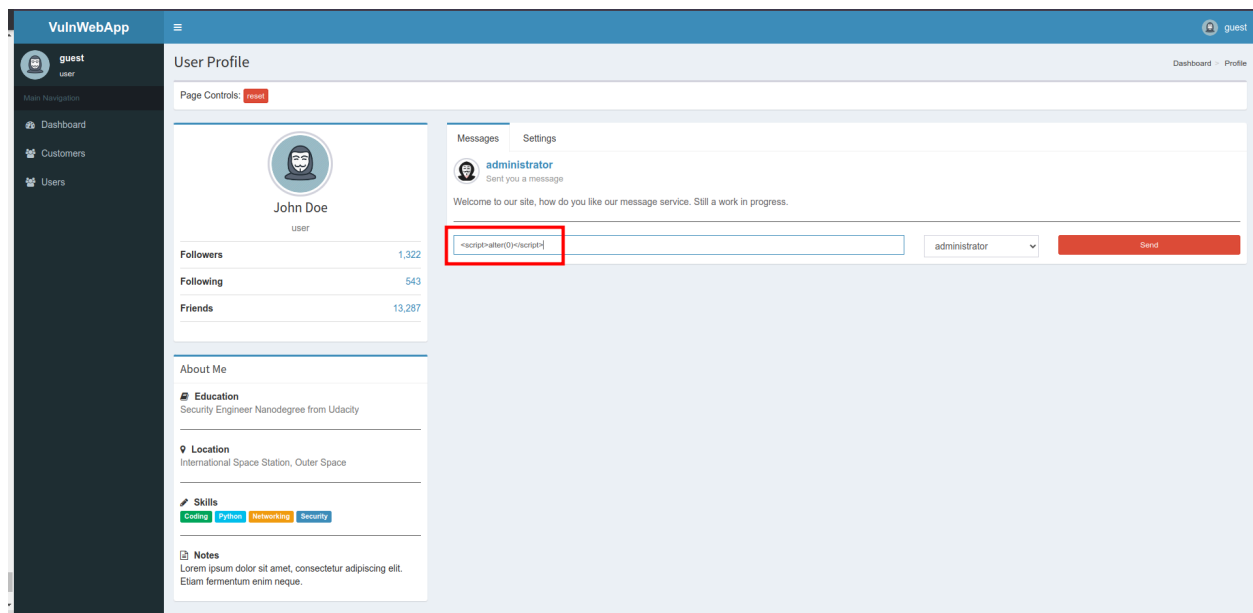 VulnWebApp
guest
guest
user
User Profile
Dashboard > Profile
Main Navigation
Page Controls: reset
Dashboard
Customers
Users
John Doe
user
Followers 1,322
Following 543
Friends 13,287
Messages Settings
administrator
Sent you a message
Welcome to our site, how do you like our message service. Still a work in progress.
<script>alter(0)</script>
administrator
Send
About Me
Education
Security Engineer Nanodegree from Udacity
Location
International Space Station, Outer Space
Skills
Coding Python Networking Security
Notes
Lorem ipsum dolor sit amet, consectetur adipiscing elit.
Etiam fermentum enim neque.